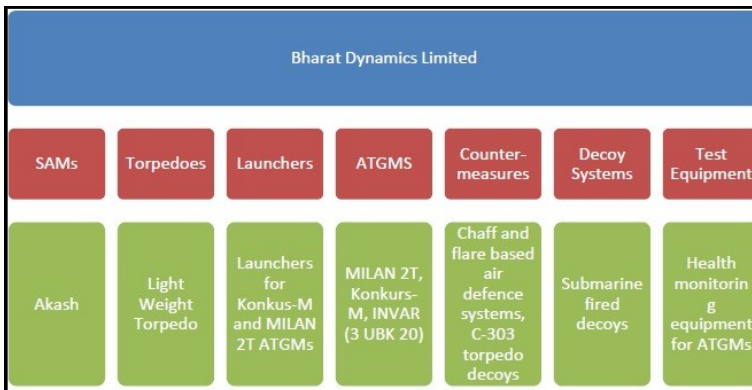 Bharat Dynamics Limited
SAMs
Torpedoes
Launchers
ATGMS
Counter-
measures
Decoy
Systems
Test
Equipment
Akash
Light
Weight
Torpedo
Launchers
for
Konkus-M
and MILAN
2T ATGMs
MILAN 2T,
Konkurs-
M, INVAR
(3 UBK 20)
Chaff and
flare based
air
defence
systems,
C-303
torpedo
decoys
Submarine
fired
decoys
Health
monitorin
g
equipment
for ATGMs